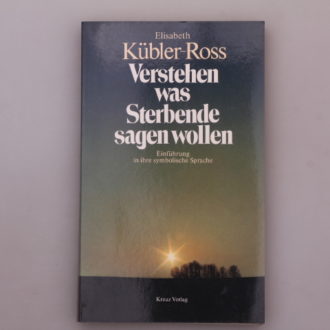 Elisabeth
Kübler-Ross
Verstehen
was
Sterbende
sagen wollen
Einführung
in ihre symbolische Sprache
Kreuz Verlag